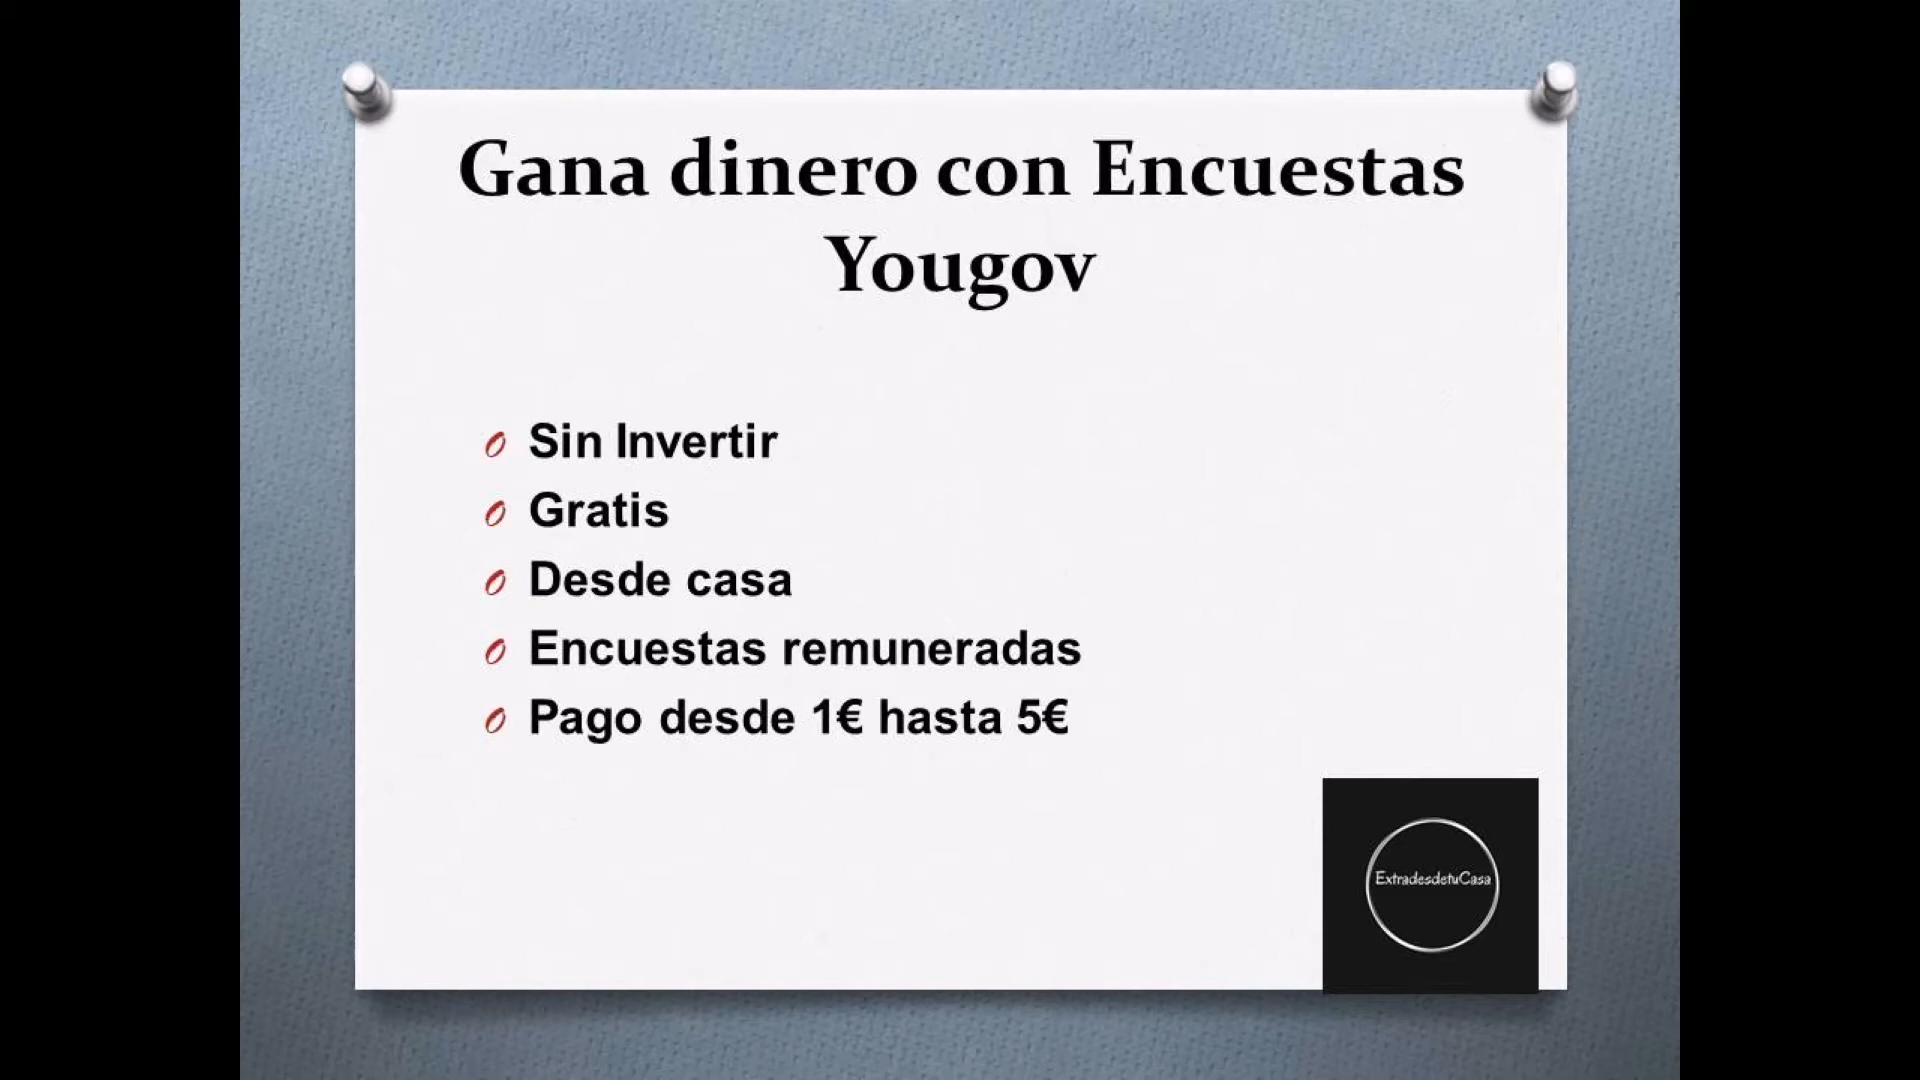 Gana dinero con Encuestas
Yougov
Sin Invertir
Gratis
Desde casa
Encuestas remuneradas
Pago desde 1€ hasta 5€
ExtradesdetuCasa